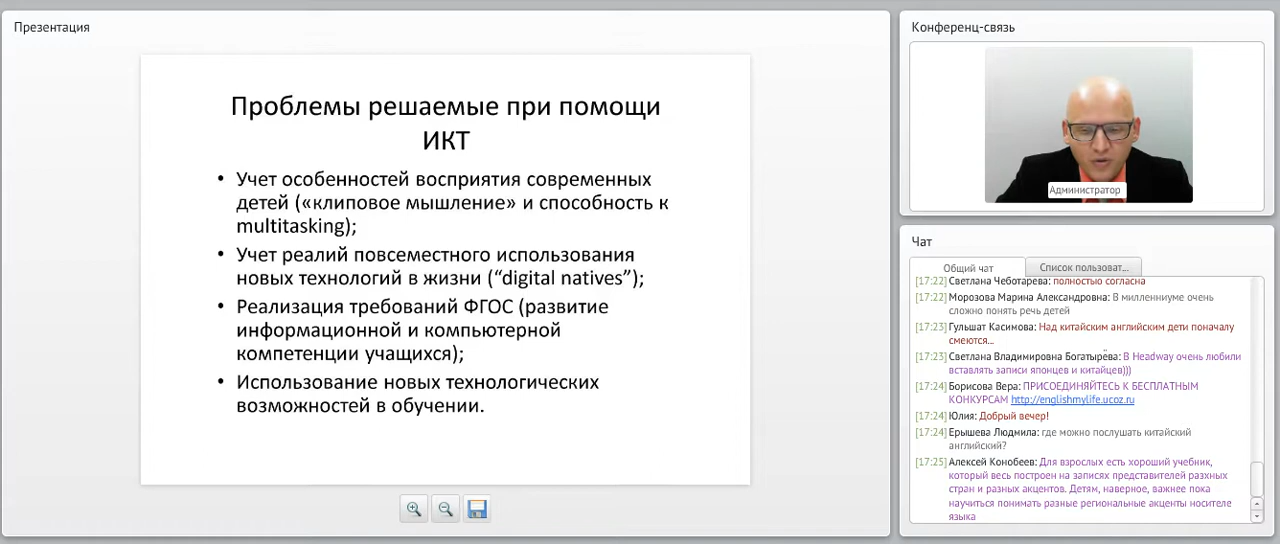 Презентация
Проблемы решаемые при помощи
ИКТ
• Учет особенностей восприятия современных
детей («клиповое мышление» и способность к
multitasking);
• Учет реалий повсеместного использования
новых технологий в жизни (“digital natives”);
• Реализация требований ФГОС (развитие
информационной и компьютерной
компетенции учащихся);
• Использование новых технологических
возможностей в обучении.
Конференц-связь
Администратор
Чат
Общий чат
Список пользоват...
[17:22] Светлана Чеботарева: полностью согласна
[17:22] Морозова Марина Александровна: В милленниуме очень
сложно понять речь детей
[17:23] Гульшат Касимова: Над китайским английским дети поначалу
смеются...
[17:23] Светлана Владимировна Богатырёва: В Headway очень любили
вставлять записи японцев и китайцев)))
[17:24] Борисова Вера: ПРИСОЕДИНЯЙТЕСЬ К БЕСПЛАТНЫМ
КОНКУРСАМ http://englishmylife.ucoz.ru
[17:24] Юлия: Добрый вечер!
[17:24] Ерышева Людмила: где можно послушать китайский
английский?
[17:25] Алексей Конобеев: Для взрослых есть хороший учебник,
который весь построен на записях представителей разхных
стран и разных акцентов. Детям, наверное, важнее пока
научиться понимать разные региональные акценты носителе
языка